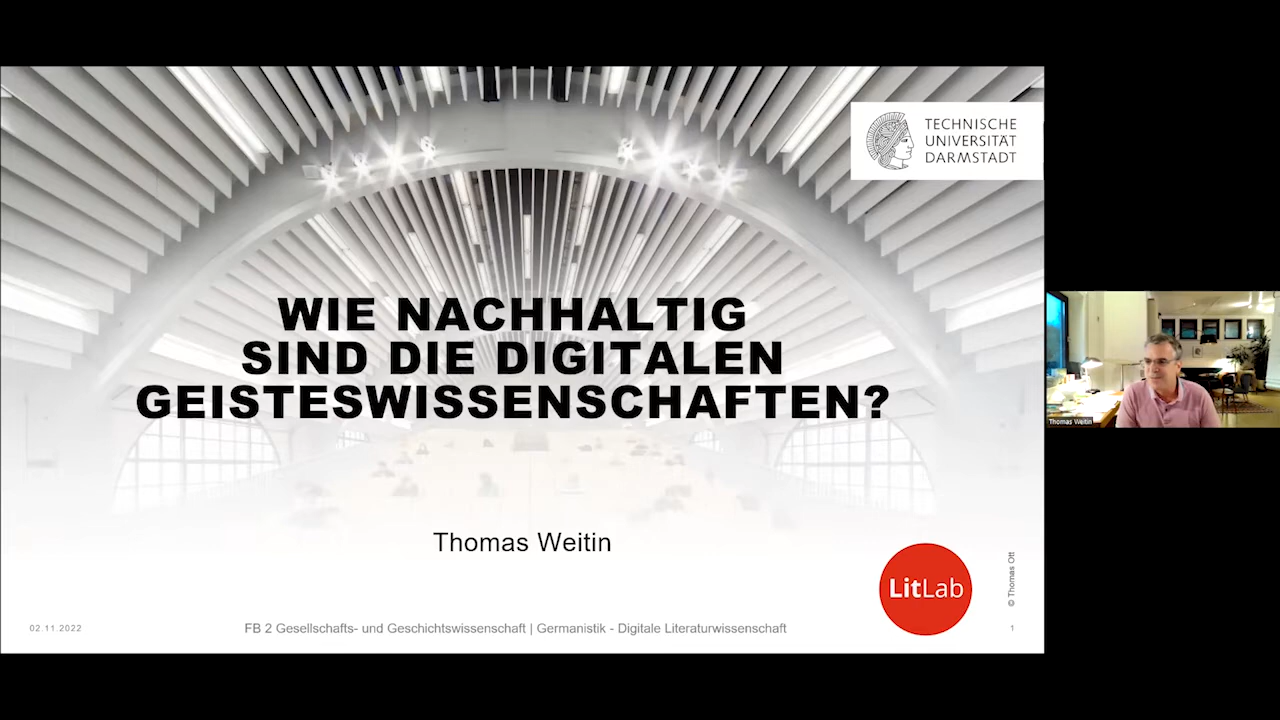 TECHNISCHE
UNIVERSITÄT
DARMSTADT
WIE NACHHALTIG
SIND DIE DIGITALEN
GEISTESWISSENSCHAFTEN?
Thomas Weitin
Thomas Weitin
LitLab
© Thomas Ott
02.11.2022
FB 2 Gesellschafts- und Geschichtswissenschaft | Germanistik - Digitale Literaturwissenschaft
1